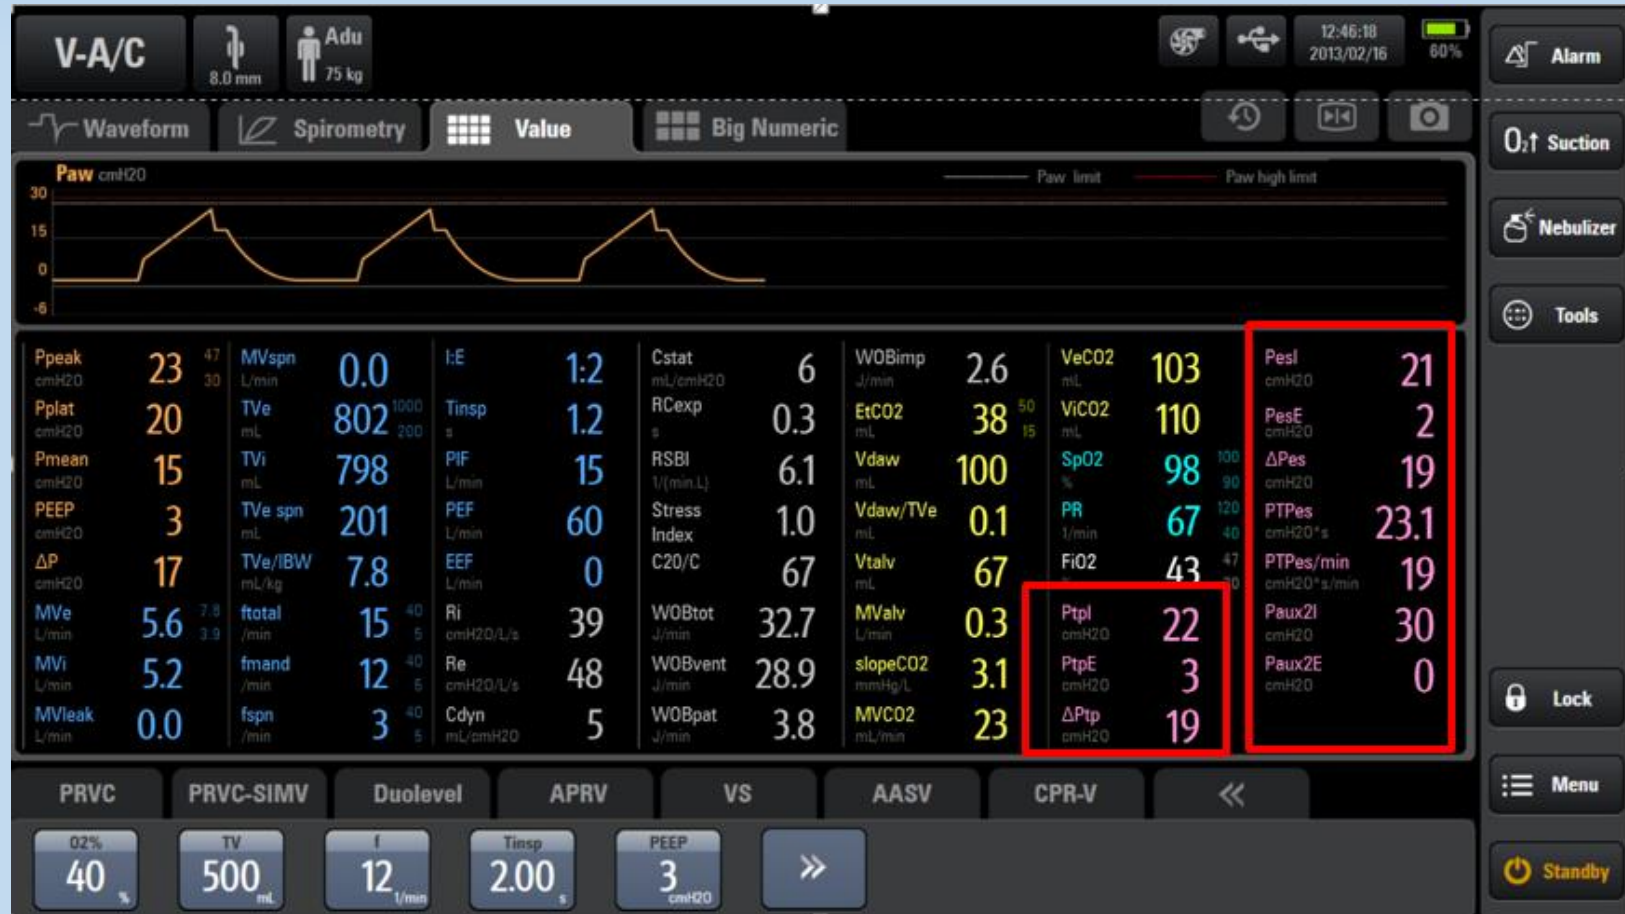 V-A/C
8.0 mm
Adu
75 kg
12:46:18
2013/02/16
60%
Alarm
Waveform
Spirometry
Value
Big Numeric
O₂↑ Suction
Paw cmH2O
Paw limit
Paw high limit
30
15
0
-6
Nebulizer
Tools
Ppeak 23 47
cmH2O 30
Pplat 20
cmH2O
Pmean 15
cmH2O
PEEP 3
cmH2O
ΔP 17
cmH2O
MVe 5.6 7.8
L/min 3.9
MVi 5.2
L/min
MVleak 0.0
L/min
MVspn 0.0
L/min
TVe 802 1000
mL 200
TVi 798
mL
TVe spn 201
mL
TVe/IBW 7.8
mL/kg
ftotal 15 40
/min 5
fmand 12 40
/min 5
fspn 3 40
/min 5
I:E 1:2
Tinsp 1.2
s
PIF 15
L/min
PEF 60
L/min
EEF 0
L/min
Ri 39
cmH2O/L/s
Re 48
cmH2O/L/s
Cdyn 5
mL/cmH2O
Cstat 6
mL/cmH2O
RCexp 0.3
s
RSBI 6.1
1/(min.L)
Stress 1.0
Index
C20/C 67
WOBtot 32.7
J/min
WOBvent 28.9
J/min
WOBpat 3.8
J/min
WOBimp 2.6
J/min
EtCO2 38 50
mL 15
Vdaw 100
mL
Vdaw/TVe 0.1
mL
Vtalv 67
mL
MValv 0.3
L/min
slopeCO2 3.1
mmHg/L
MVCO2 23
mL/min
VeCO2 103
mL
ViCO2 110
mL
SpO2 98 100
% 90
PR 67 120
1/min 40
FiO2 43 47
%
PtpI 22
cmH2O
PtpE 3
cmH2O
ΔPtp 19
cmH2O
PesI 21
cmH2O
PesE 2
cmH2O
ΔPes 19
cmH2O
PTPes 23.1
cmH2O*s
PTPes/min 19
cmH2O*s/min
Paux2I 30
cmH2O
Paux2E 0
cmH2O
Lock
Menu
Standby
PRVC
PRVC-SIMV
Duolevel
APRV
VS
AASV
CPR-V
O2%
40 %
TV
500 mL
f
12 1/min
Tinsp
2.00 s
PEEP
3
cmH2O